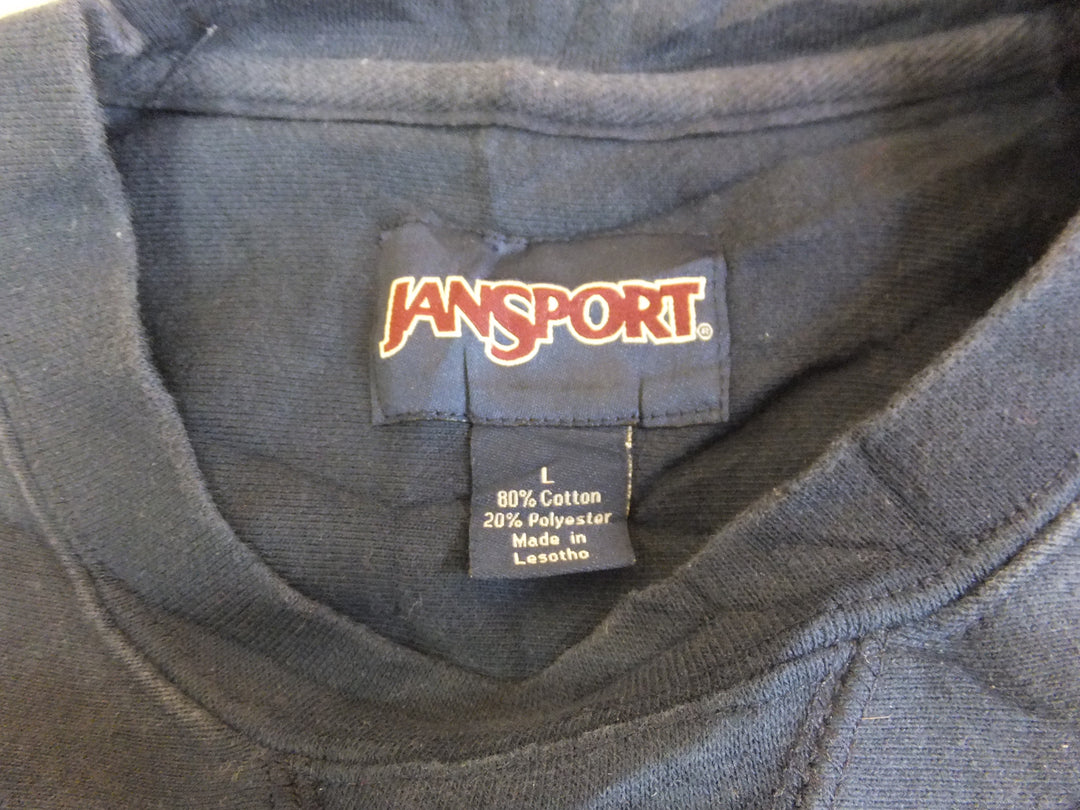 JANSPORT®
L
80% Cotton
20% Polyester
Made in
Lesotho